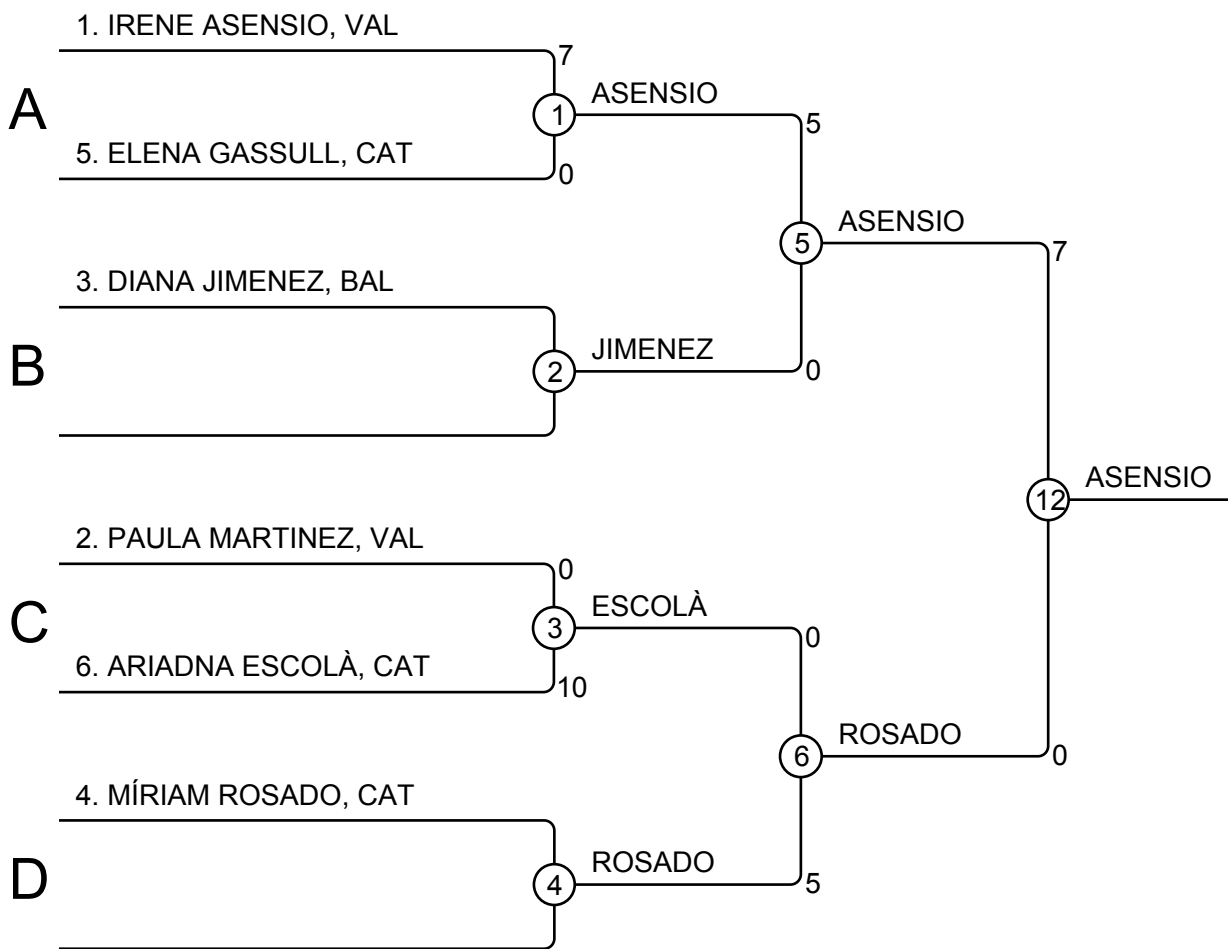 1. IRENE ASENSIO, VAL
7
A
1
ASENSIO
5
5. ELENA GASSULL, CAT
0
5
ASENSIO
7
3. DIANA JIMENEZ, BAL
B
2
JIMENEZ
0
12
ASENSIO
2. PAULA MARTINEZ, VAL
0
C
3
ESCOLÀ
0
6. ARIADNA ESCOLÀ, CAT
10
6
ROSADO
0
4. MÍRIAM ROSADO, CAT
D
4
ROSADO
5